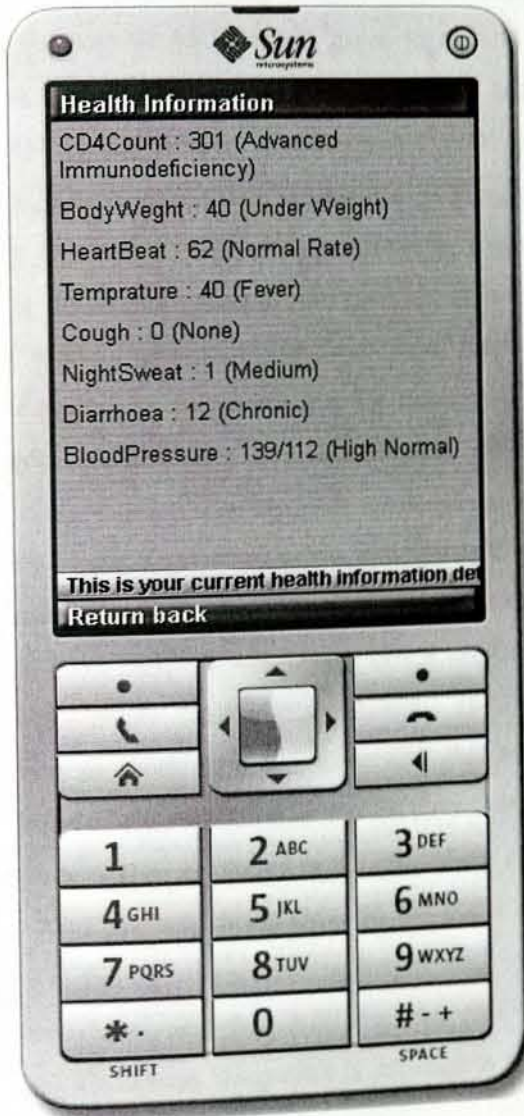 Sun
microsystems
Health Information
CD4Count : 301 (Advanced
Immunodeficiency)
BodyWeght : 40 (Under Weight)
HeartBeat : 62 (Normal Rate)
Temprature : 40 (Fever)
Cough : 0 (None)
NightSweat : 1 (Medium)
Diarrhoea : 12 (Chronic)
BloodPressure : 139/112 (High Normal)
This is your current health information det
Return back
1
2 ABC
3 DEF
4 GHI
5 JKL
6 MNO
7 PQRS
8 TUV
9 WXYZ
* .
0
# - +
SHIFT
SPACE